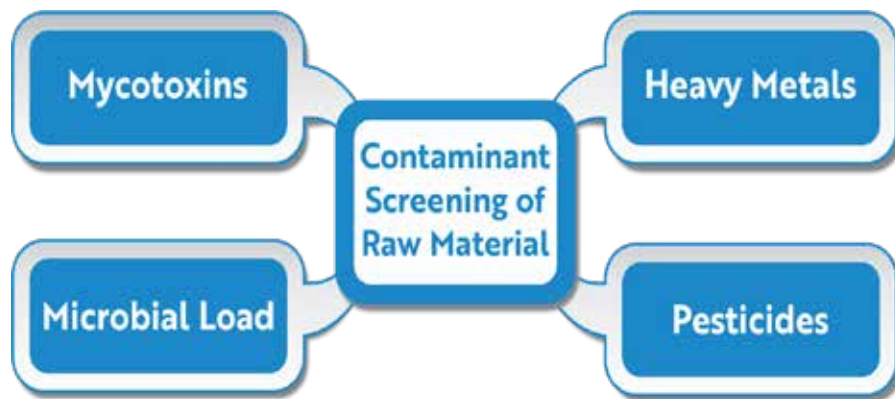 Mycotoxins
Heavy Metals
Contaminant
Screening of
Raw Material
Microbial Load
Pesticides